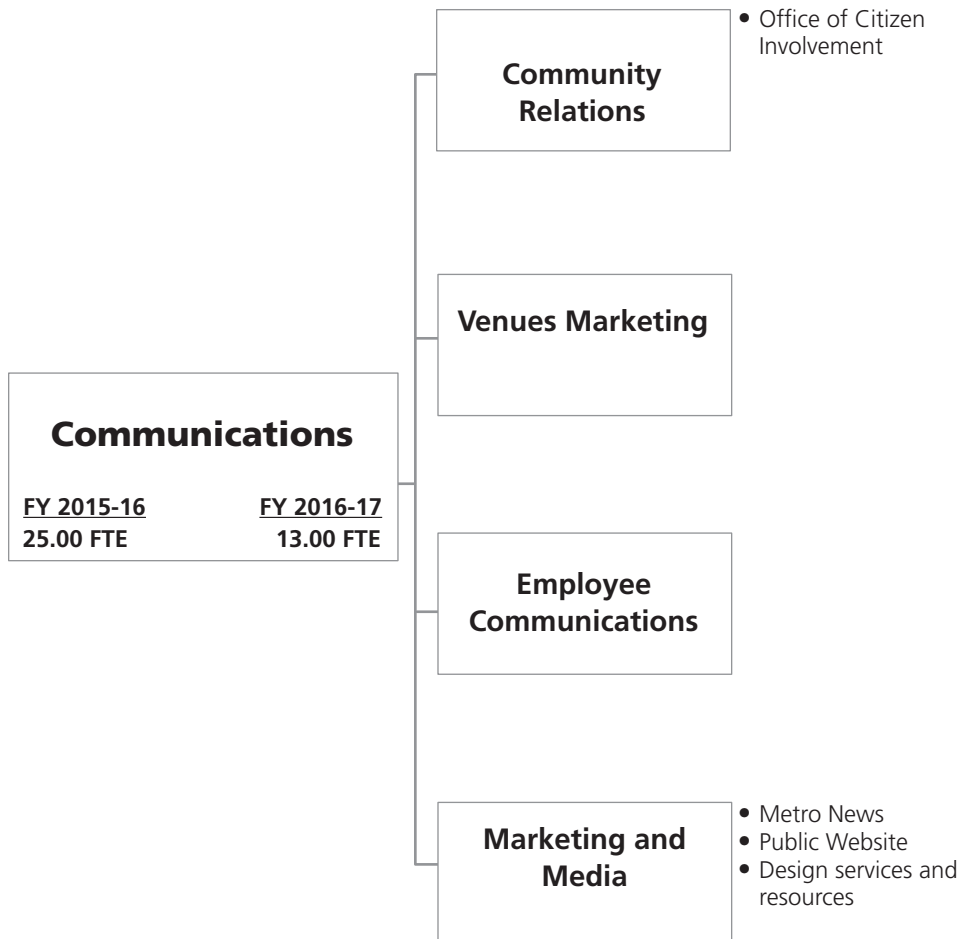 • Office of Citizen
Involvement
Community
Relations
Venues Marketing
Communications
FY 2015-16 FY 2016-17
25.00 FTE 13.00 FTE
Employee
Communications
Marketing and
Media
• Metro News
• Public Website
• Design services and
resources